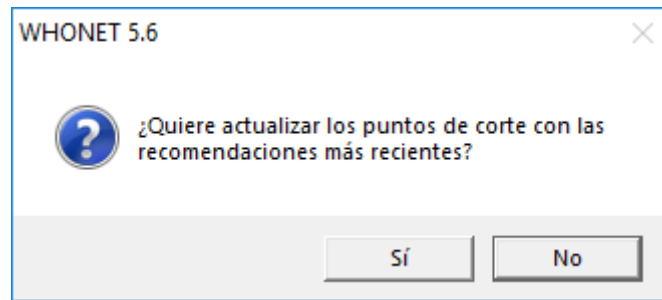 WHONET 5.6
¿Quiere actualizar los puntos de corte con las
recomendaciones más recientes?
Sí
No